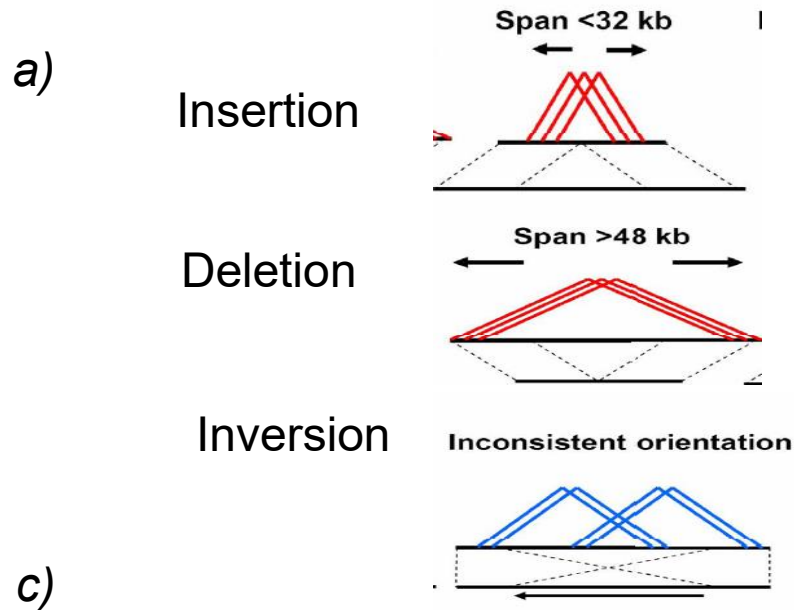 Span <32 kb
a)
Insertion
Span >48 kb
Deletion
Inversion
Inconsistent orientation
c)